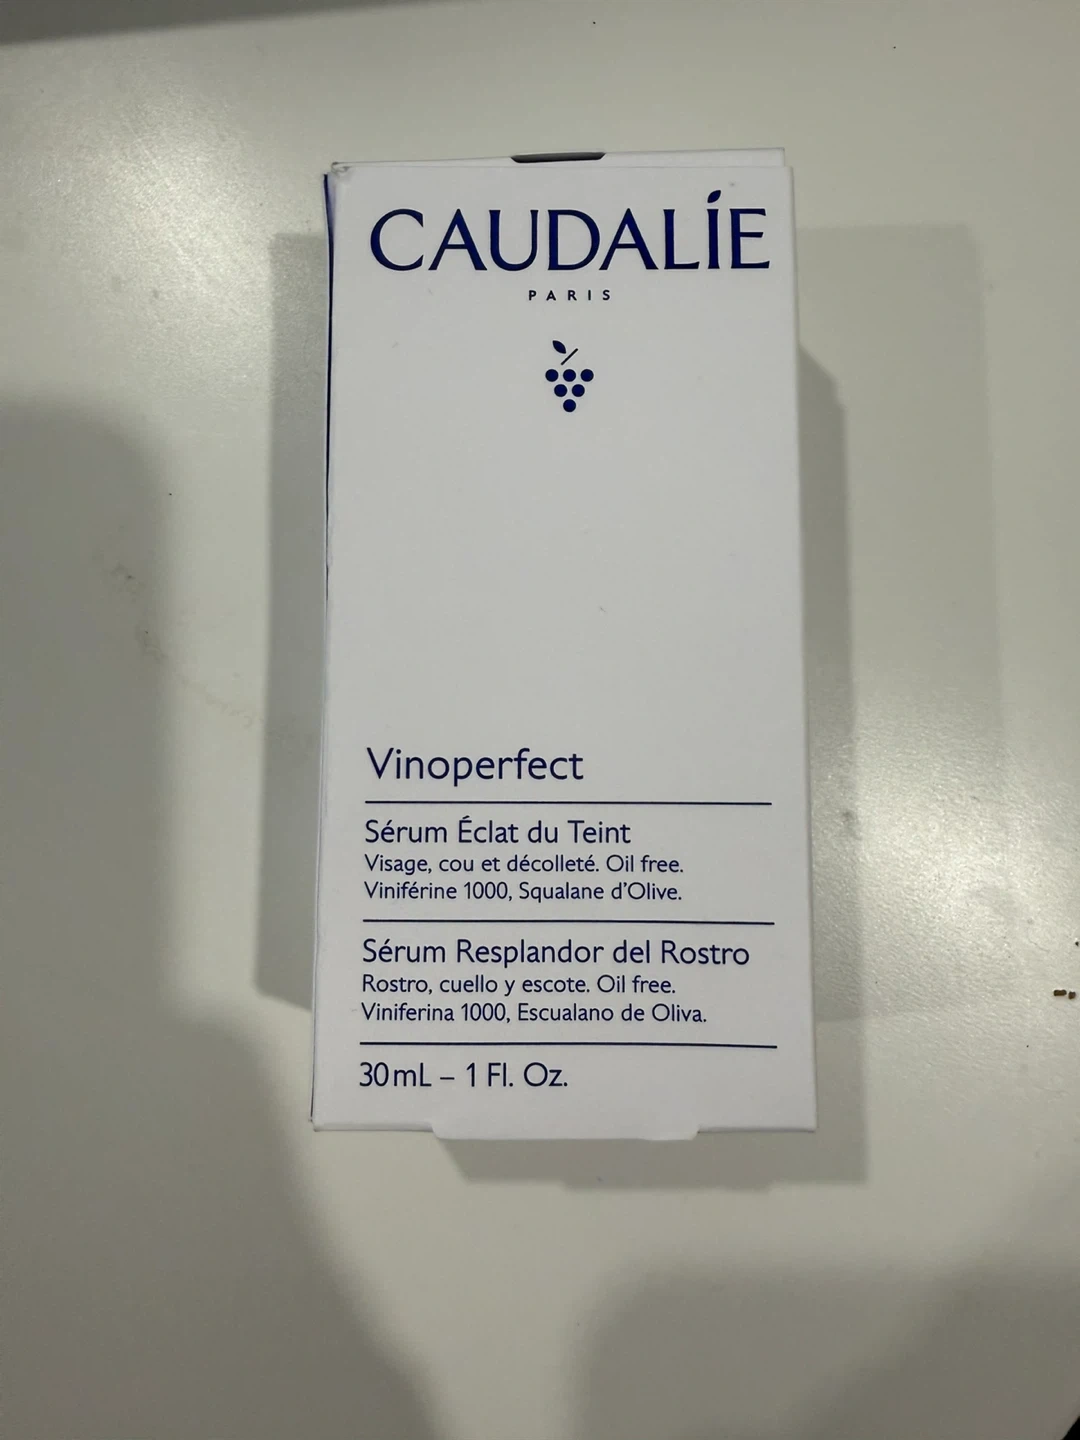 CAUDALÍE
PARIS
Vinoperfect
Sérum Éclat du Teint
Visage, cou et décolleté. Oil free.
Viniférine 1000, Squalane d'Olive.
Sérum Resplandor del Rostro
Rostro, cuello y escote. Oil free.
Viniferina 1000, Escualano de Oliva.
30mL – 1 Fl. Oz.